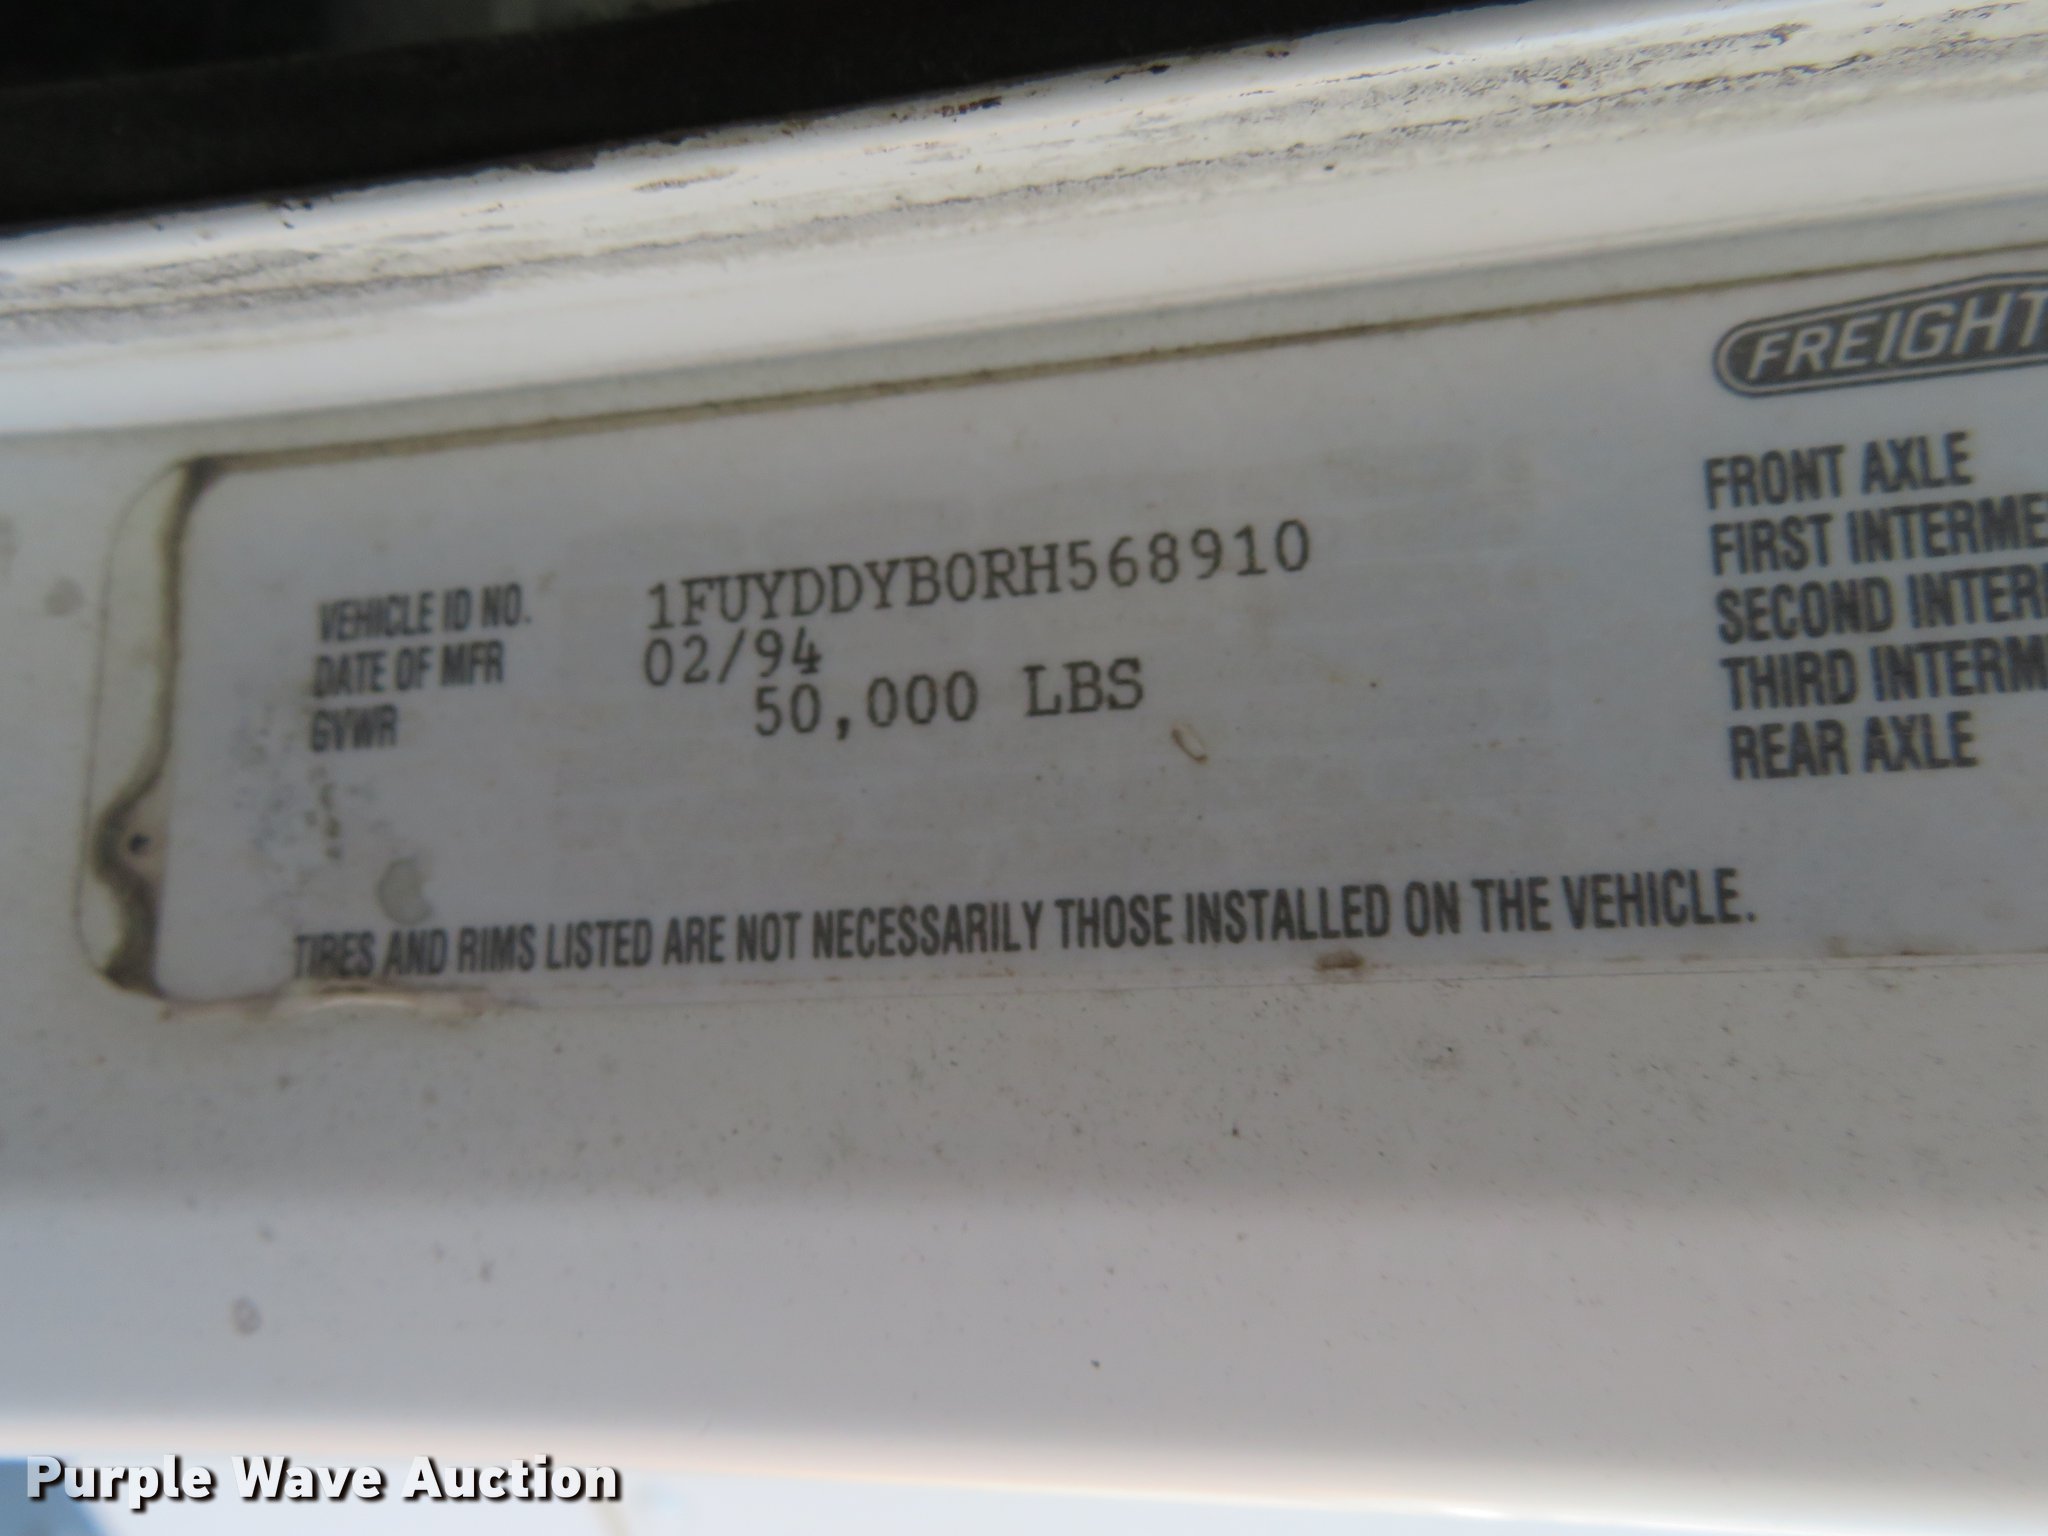 FREIGHT
VEHICLE ID NO. 1FUYDDYB0RH568910
DATE OF MFR 02/94
GVWR 50,000 LBS
FRONT AXLE
FIRST INTERME
SECOND INTER
THIRD INTERM
REAR AXLE
TIRES AND RIMS LISTED ARE NOT NECESSARILY THOSE INSTALLED ON THE VEHICLE.
Purple Wave Auction